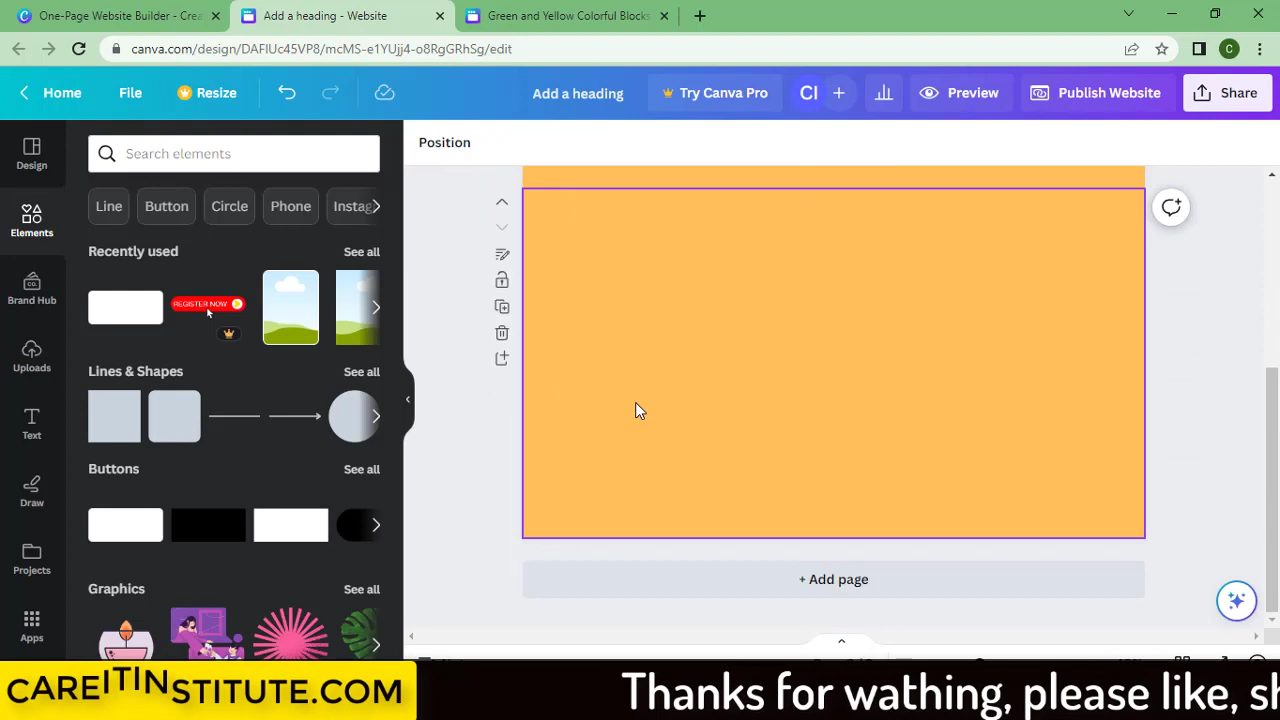 One-Page Website Builder - Crea
Add a heading - Website
Green and Yellow Colorful Blocks
canva.com/design/DAFlUc45VP8/mcMS-e1YUjj4-o8RgGRhSg/edit
C
Home
File
Resize
Add a heading
Try Canva Pro
CI
Preview
Publish Website
Share
Design
Elements
Brand Hub
Uploads
Text
Draw
Projects
Apps
Search elements
Line
Button
Circle
Phone
Instag
Recently used
See all
REGISTER NOW
Lines & Shapes
See all
Buttons
See all
Graphics
See all
Position
+ Add page
CAREITINSTITUTE.COM
Thanks for wathing, please like, sh